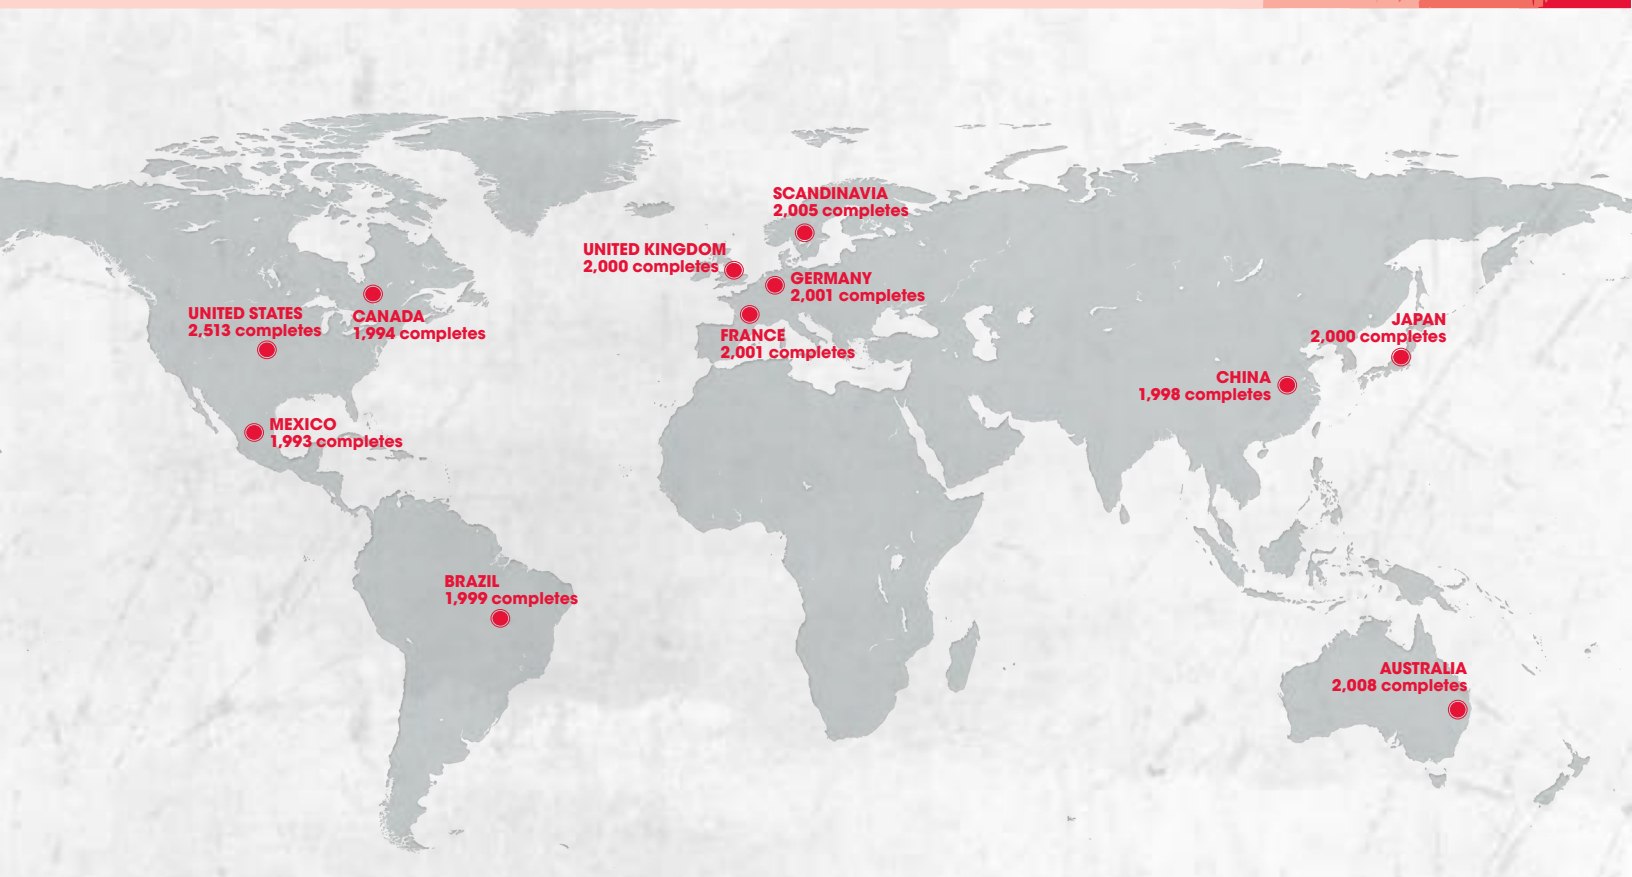 SCANDINAVIA
2,005 completes
UNITED KINGDOM
2,000 completes
GERMANY
2,001 completes
UNITED STATES
2,513 completes
CANADA
1,994 completes
FRANCE
2,001 completes
JAPAN
2,000 completes
CHINA
1,998 completes
MEXICO
1,993 completes
BRAZIL
1,999 completes
AUSTRALIA
2,008 completes